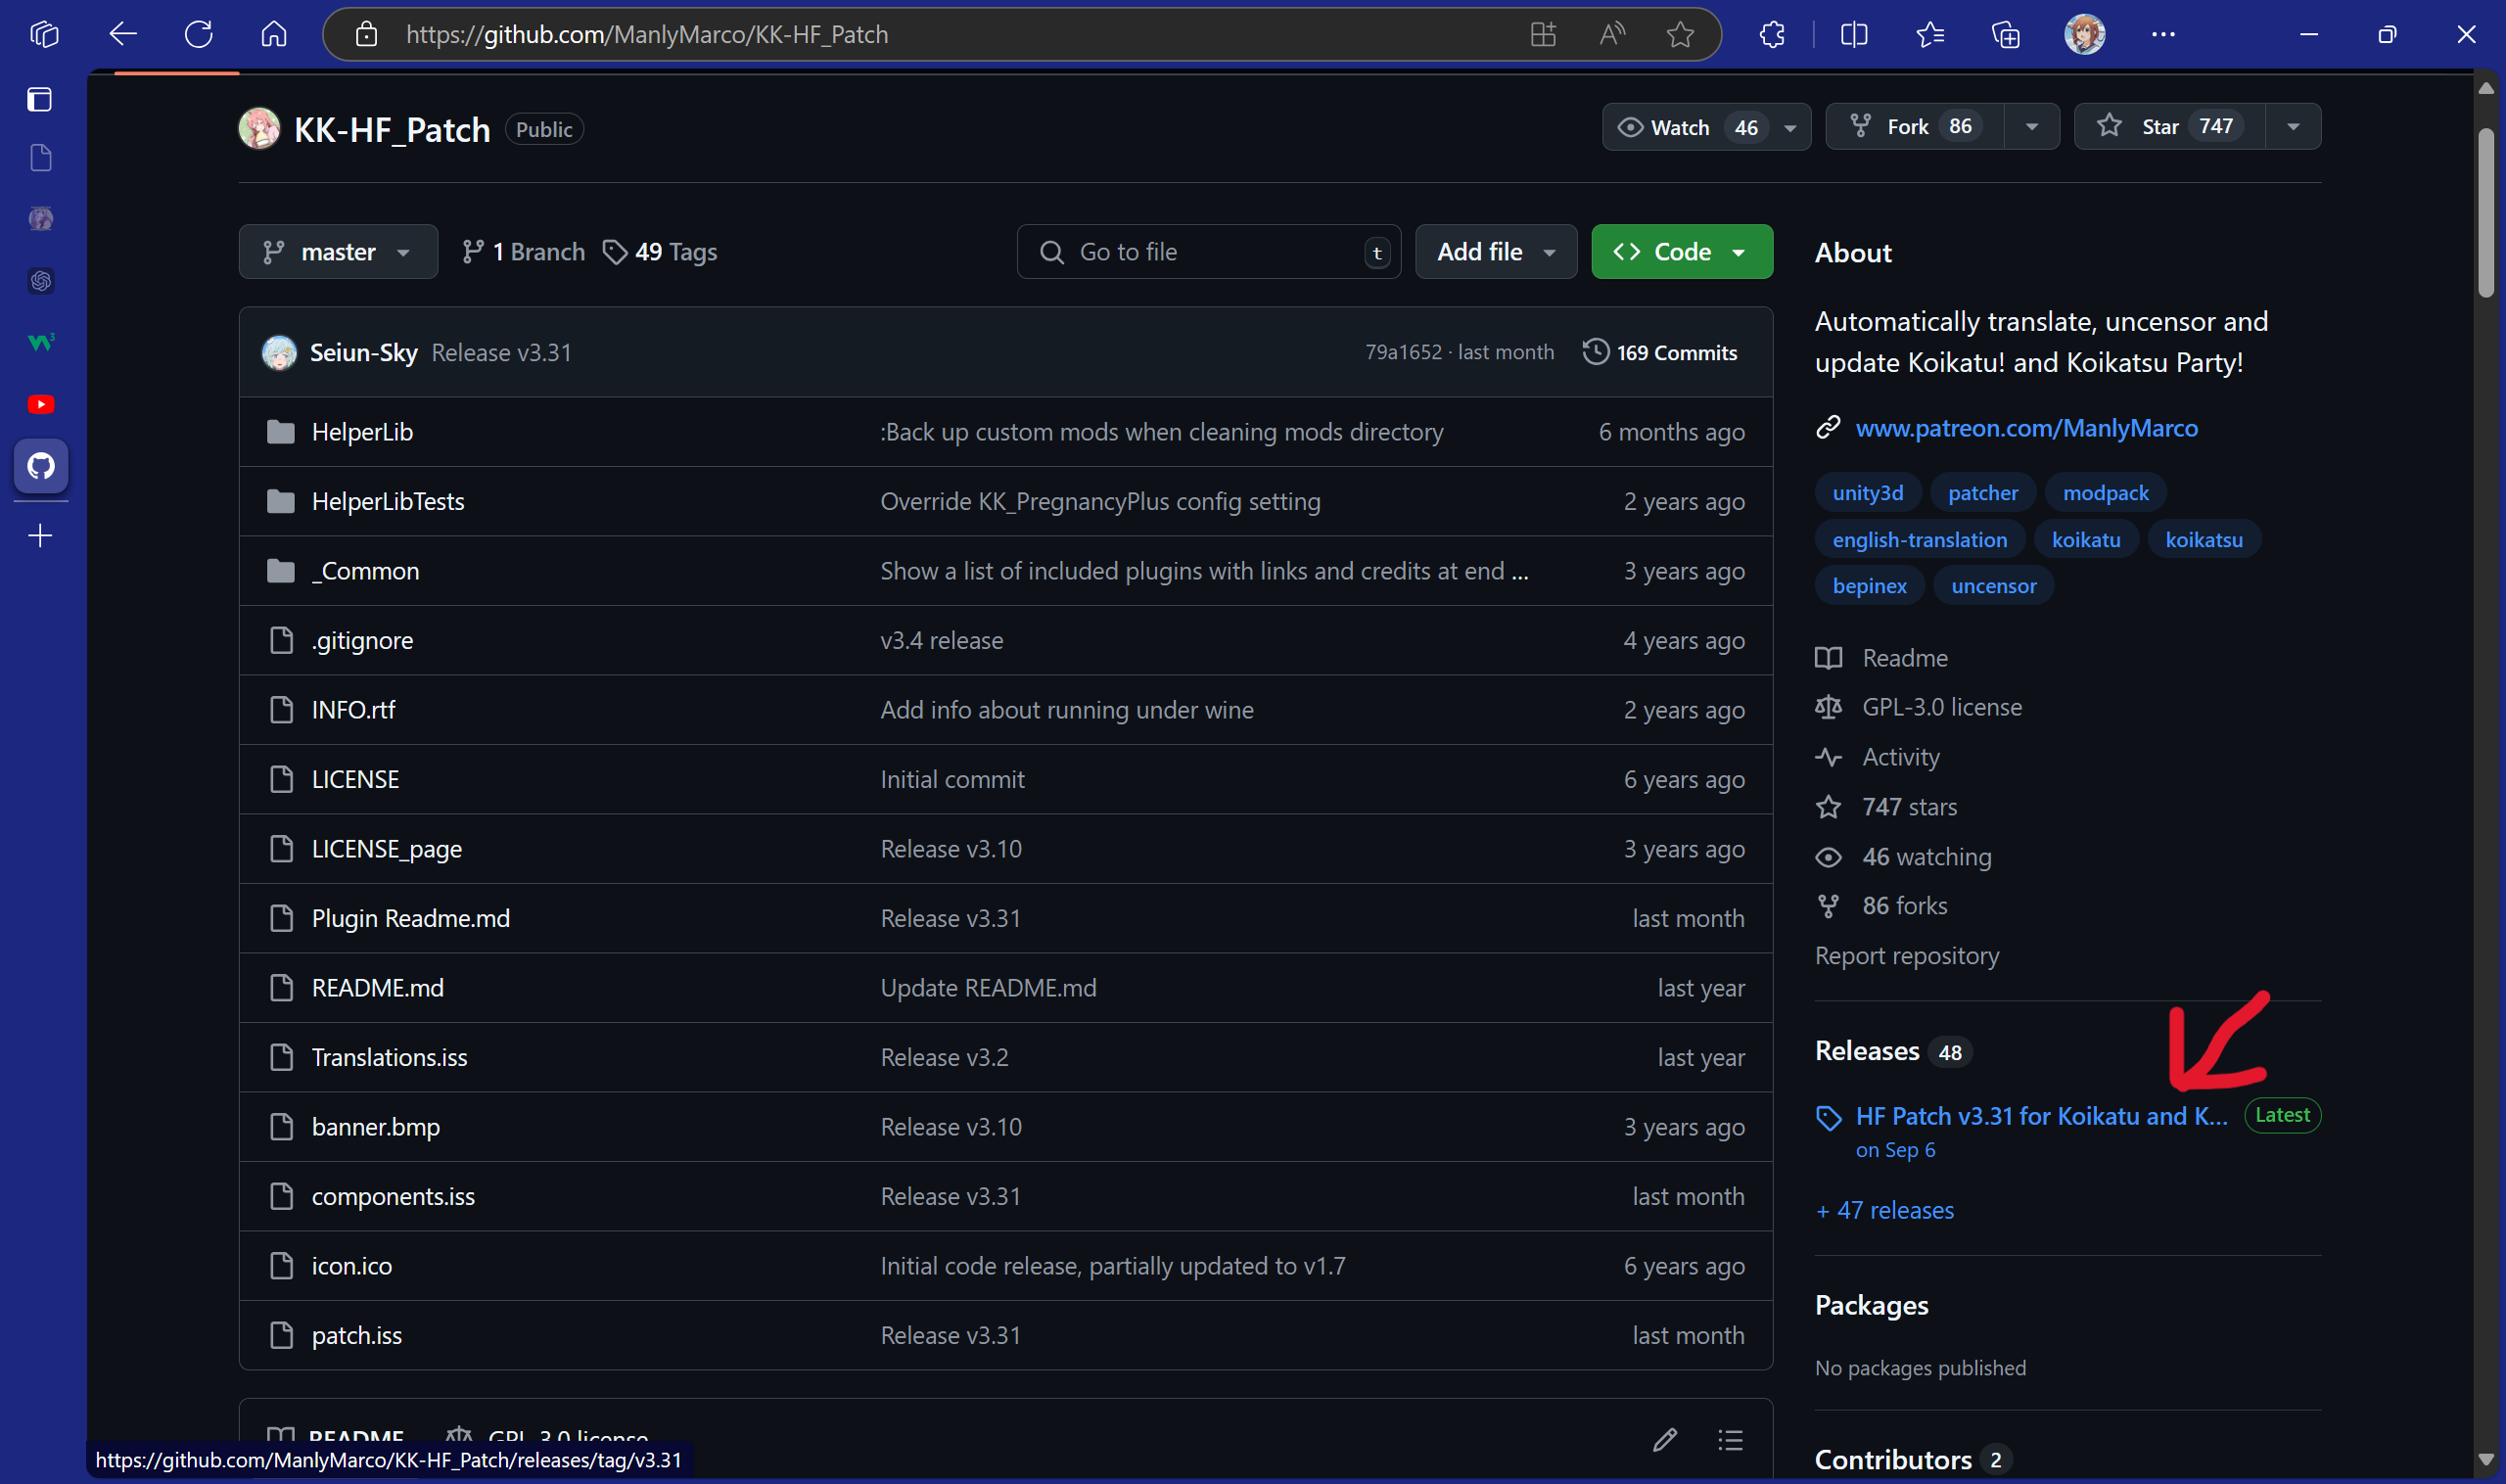 https://github.com/ManlyMarco/KK-HF_Patch
KK-HF_Patch Public
Watch 46
Fork 86
Star 747
master
1 Branch
49 Tags
Go to file t
Add file
Code
Seiun-Sky Release v3.31 79a1652 · last month 169 Commits
HelperLib :Back up custom mods when cleaning mods directory 6 months ago
HelperLibTests Override KK_PregnancyPlus config setting 2 years ago
_Common Show a list of included plugins with links and credits at end ... 3 years ago
.gitignore v3.4 release 4 years ago
INFO.rtf Add info about running under wine 2 years ago
LICENSE Initial commit 6 years ago
LICENSE_page Release v3.10 3 years ago
Plugin Readme.md Release v3.31 last month
README.md Update README.md last year
Translations.iss Release v3.2 last year
banner.bmp Release v3.10 3 years ago
components.iss Release v3.31 last month
icon.ico Initial code release, partially updated to v1.7 6 years ago
patch.iss Release v3.31 last month
README GPL-3.0 license
https://github.com/ManlyMarco/KK-HF_Patch/releases/tag/v3.31
About
Automatically translate, uncensor and
update Koikatu! and Koikatsu Party!
www.patreon.com/ManlyMarco
unity3d patcher modpack
english-translation koikatu koikatsu
bepinex uncensor
Readme
GPL-3.0 license
Activity
747 stars
46 watching
86 forks
Report repository
Releases 48
HF Patch v3.31 for Koikatu and K... Latest
on Sep 6
+ 47 releases
Packages
No packages published
Contributors 2